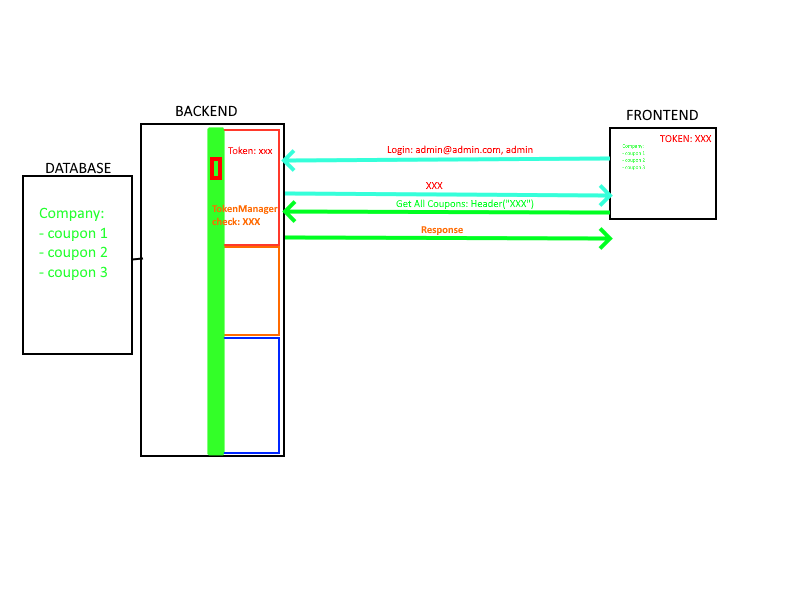 BACKEND
FRONTEND
TOKEN: XXX
Company:
- coupon 1
- coupon 2
- coupon 3
Login: admin@admin.com, admin
Token: xxx
DATABASE
XXX
Get All Coupons: Header("XXX")
TokenManager
check: XXX
Response
Company:
- coupon 1
- coupon 2
- coupon 3